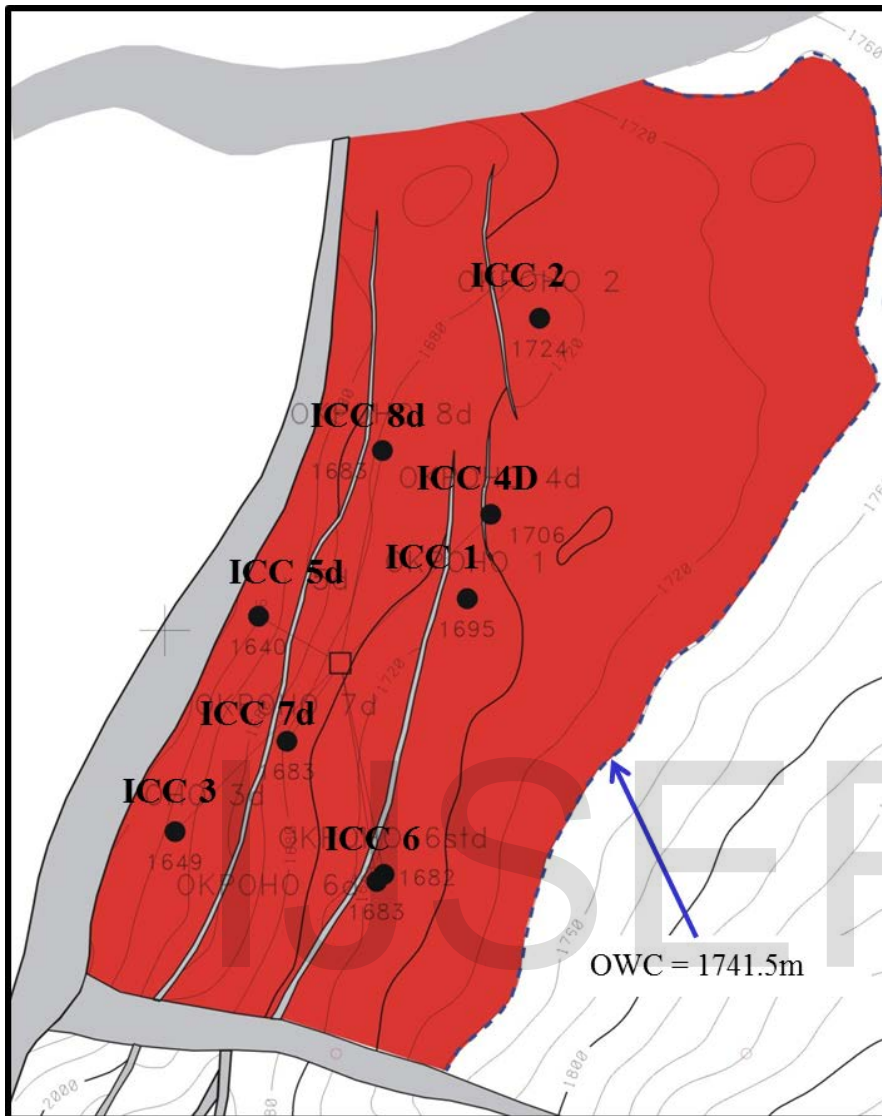 1760
1720
ICC 2
OKPOHO 2
1724
1720
1680
ICC 8d
1683
ICC 4D
4d
1706
ICC 1
OKPOHO 1
1695
ICC 5d
1640
1720
1720
OKPOHO 7d
ICC 7d
683
ICC 3
3d
1649
ICC 6
6std
1682
OKPOHO 6d
1683
IJSER
1750
OWC = 1741.5m
1800
2000